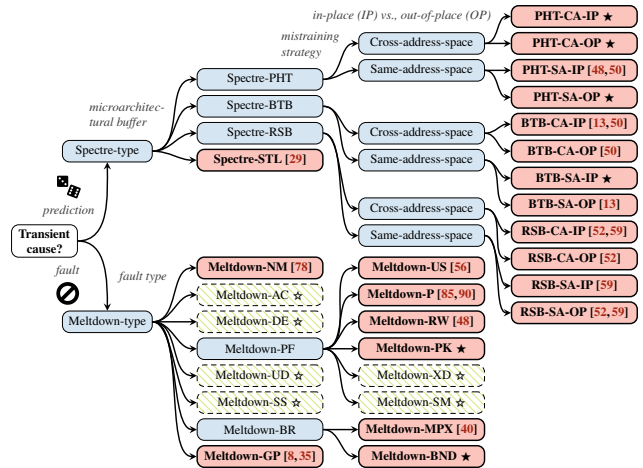 in-place (IP) vs., out-of-place (OP)
PHT-CA-IP ★
mistraining
strategy
Cross-address-space
PHT-CA-OP ★
Spectre-PHT
Same-address-space
PHT-SA-IP [48,50]
PHT-SA-OP ★
microarchitec-
tural buffer
Spectre-BTB
BTB-CA-IP [13,50]
Spectre-RSB
Cross-address-space
BTB-CA-OP [50]
Spectre-type
Spectre-STL [29]
Same-address-space
BTB-SA-IP ★
BTB-SA-OP [13]
prediction
Cross-address-space
RSB-CA-IP [52,59]
Transient
cause?
Same-address-space
RSB-CA-OP [52]
fault
fault type
Meltdown-NM [78]
Meltdown-US [56]
RSB-SA-IP [59]
Meltdown-AC ☆
Meltdown-P [85,90]
RSB-SA-OP [52,59]
Meltdown-type
Meltdown-DE ☆
Meltdown-RW [48]
Meltdown-PF
Meltdown-PK ★
Meltdown-UD ☆
Meltdown-XD ☆
Meltdown-SS ☆
Meltdown-SM ☆
Meltdown-BR
Meltdown-MPX [40]
Meltdown-GP [8,35]
Meltdown-BND ★